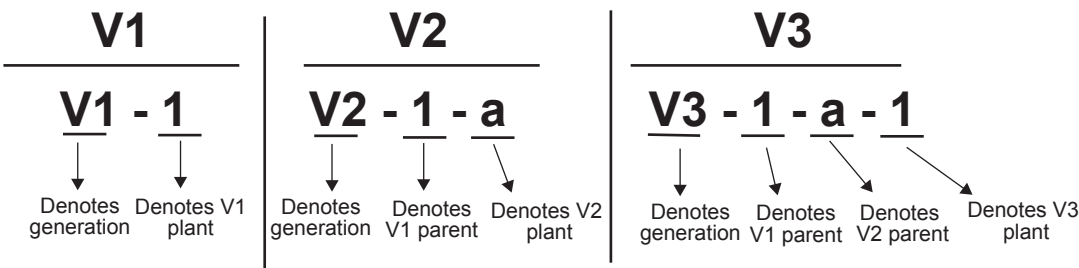 V1
V1 - 1
Denotes generation
Denotes V1 plant
V2
V2 - 1 - a
Denotes generation
Denotes V1 parent
Denotes V2 plant
V3
V3 - 1 - a - 1
Denotes generation
Denotes V1 parent
Denotes V2 parent
Denotes V3 plant